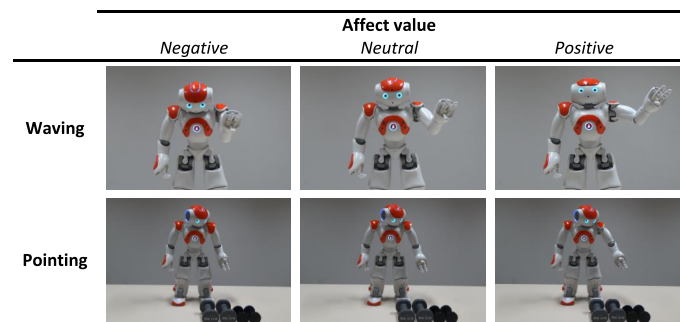 Affect value
Negative Neutral Positive
Waving
Pointing